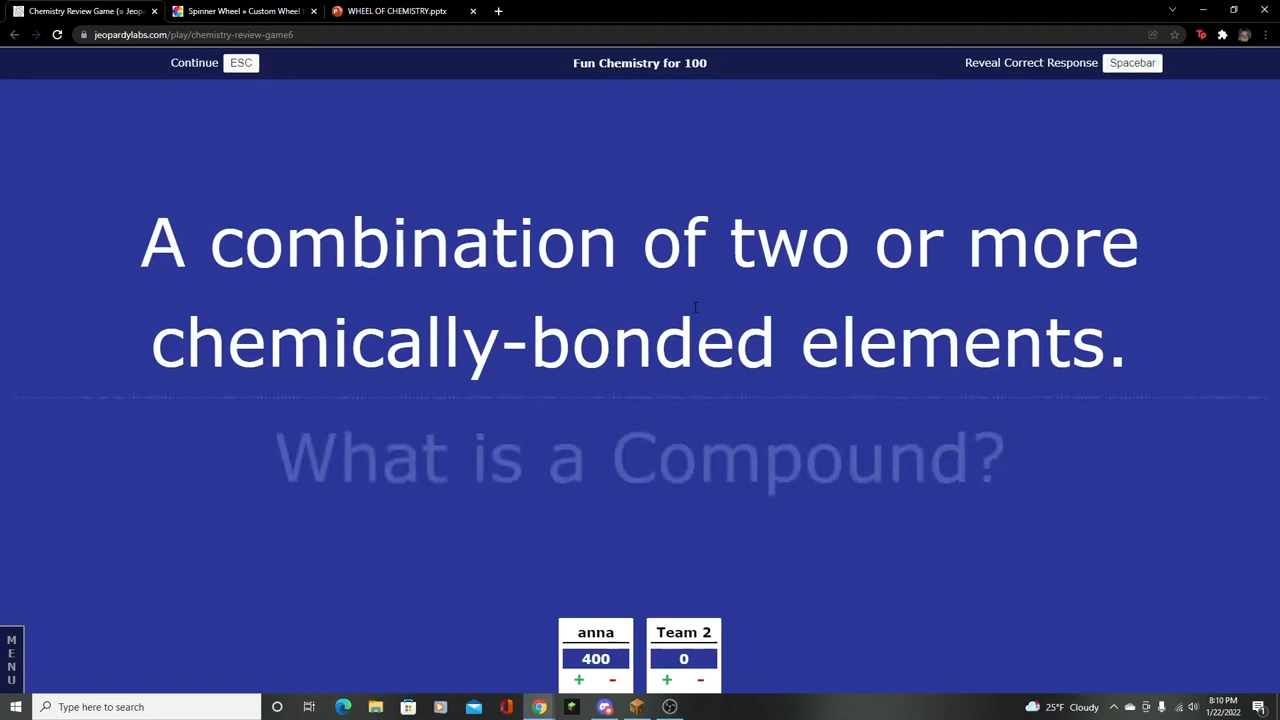 Chemistry Review Game (= Jeop
Spinner Wheel » Custom Wheel
WHEEL OF CHEMISTRY.pptx
jeopardylabs.com/play/chemistry-review-game6
Continue ESC
Fun Chemistry for 100
Reveal Correct Response Spacebar
A combination of two or more
chemically-bonded elements.
What is a Compound?
MENU
anna
400
+ -
Team 2
0
+ -
Type here to search
25°F Cloudy
8:10 PM
1/22/2022